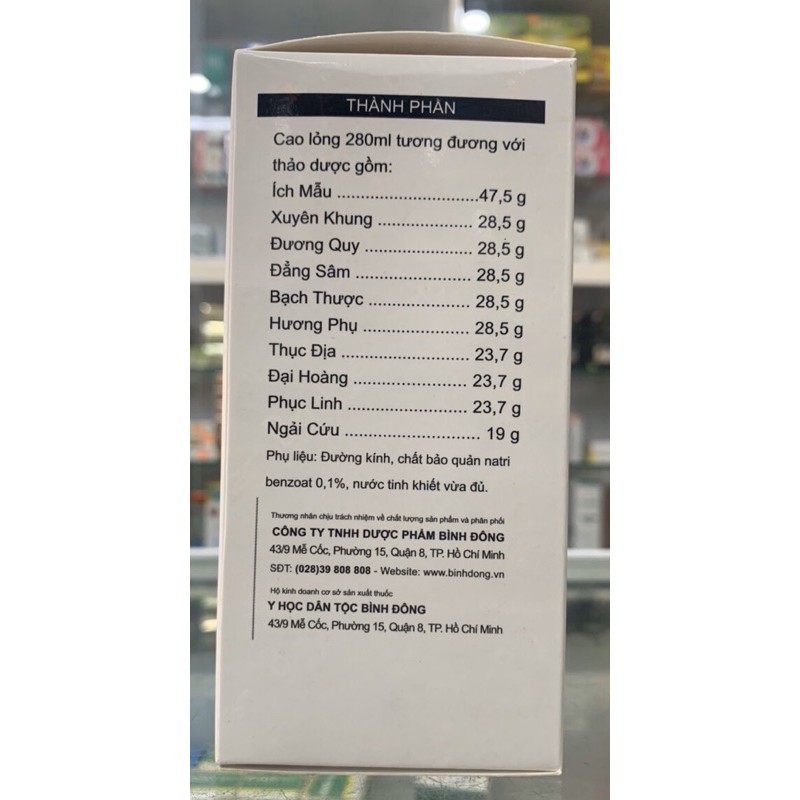 THÀNH PHẦN
Cao lỏng 280ml tương đương với
thảo dược gồm:
Ích Mẫu ..............................47,5 g
Xuyên Khung .................... 28,5 g
Đương Quy ....................... 28,5 g
Đẳng Sâm ......................... 28,5 g
Bạch Thược ...................... 28,5 g
Hương Phụ ....................... 28,5 g
Thục Địa ........................... 23,7 g
Đại Hoàng ........................ 23,7 g
Phục Linh ......................... 23,7 g
Ngải Cứu ............................. 19 g
Phụ liệu: Đường kính, chất bảo quản natri
benzoat 0,1%, nước tinh khiết vừa đủ.
Thương nhân chịu trách nhiệm về chất lượng sản phẩm và phân phối
CÔNG TY TNHH DƯỢC PHẨM BÌNH ĐÔNG
43/9 Mễ Cốc, Phường 15, Quận 8, TP. Hồ Chí Minh
SĐT: (028)39 808 808 - Website: www.binhdong.vn
Hộ kinh doanh cơ sở sản xuất thuốc
Y HỌC DÂN TỘC BÌNH ĐÔNG
43/9 Mễ Cốc, Phường 15, Quận 8, TP. Hồ Chí Minh